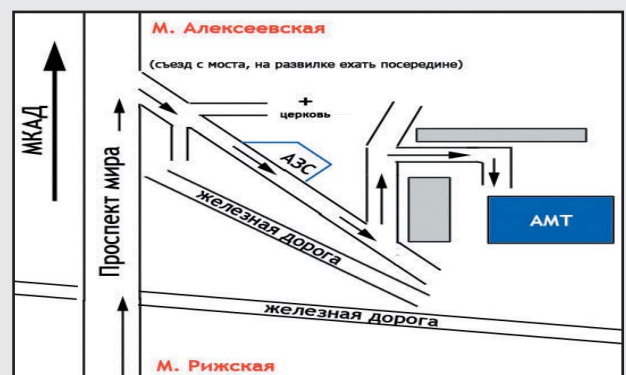 М. Алексеевская
(съезд с моста, на развилке ехать посередине)
МКАД
Проспект мира
церковь
АЗС
АМТ
железная дорога
железная дорога
М. Рижская